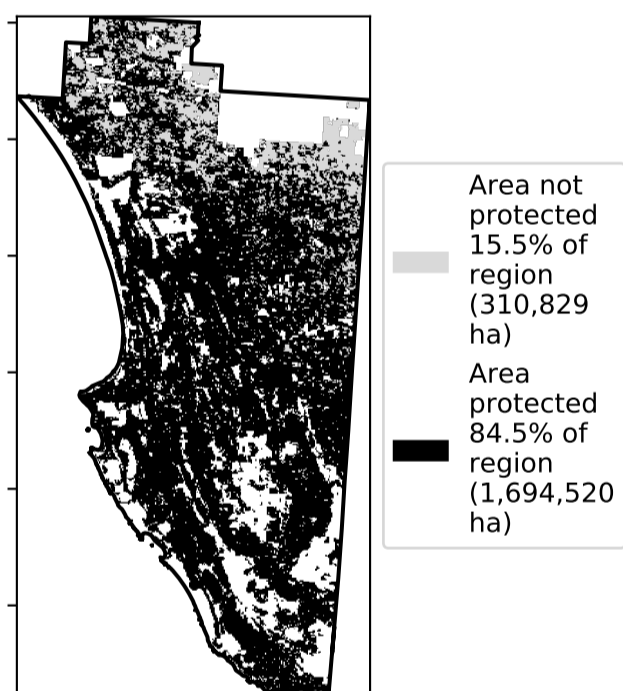 Area not
protected
15.5% of
region
(310,829
ha)
Area
protected
84.5% of
region
(1,694,520
ha)